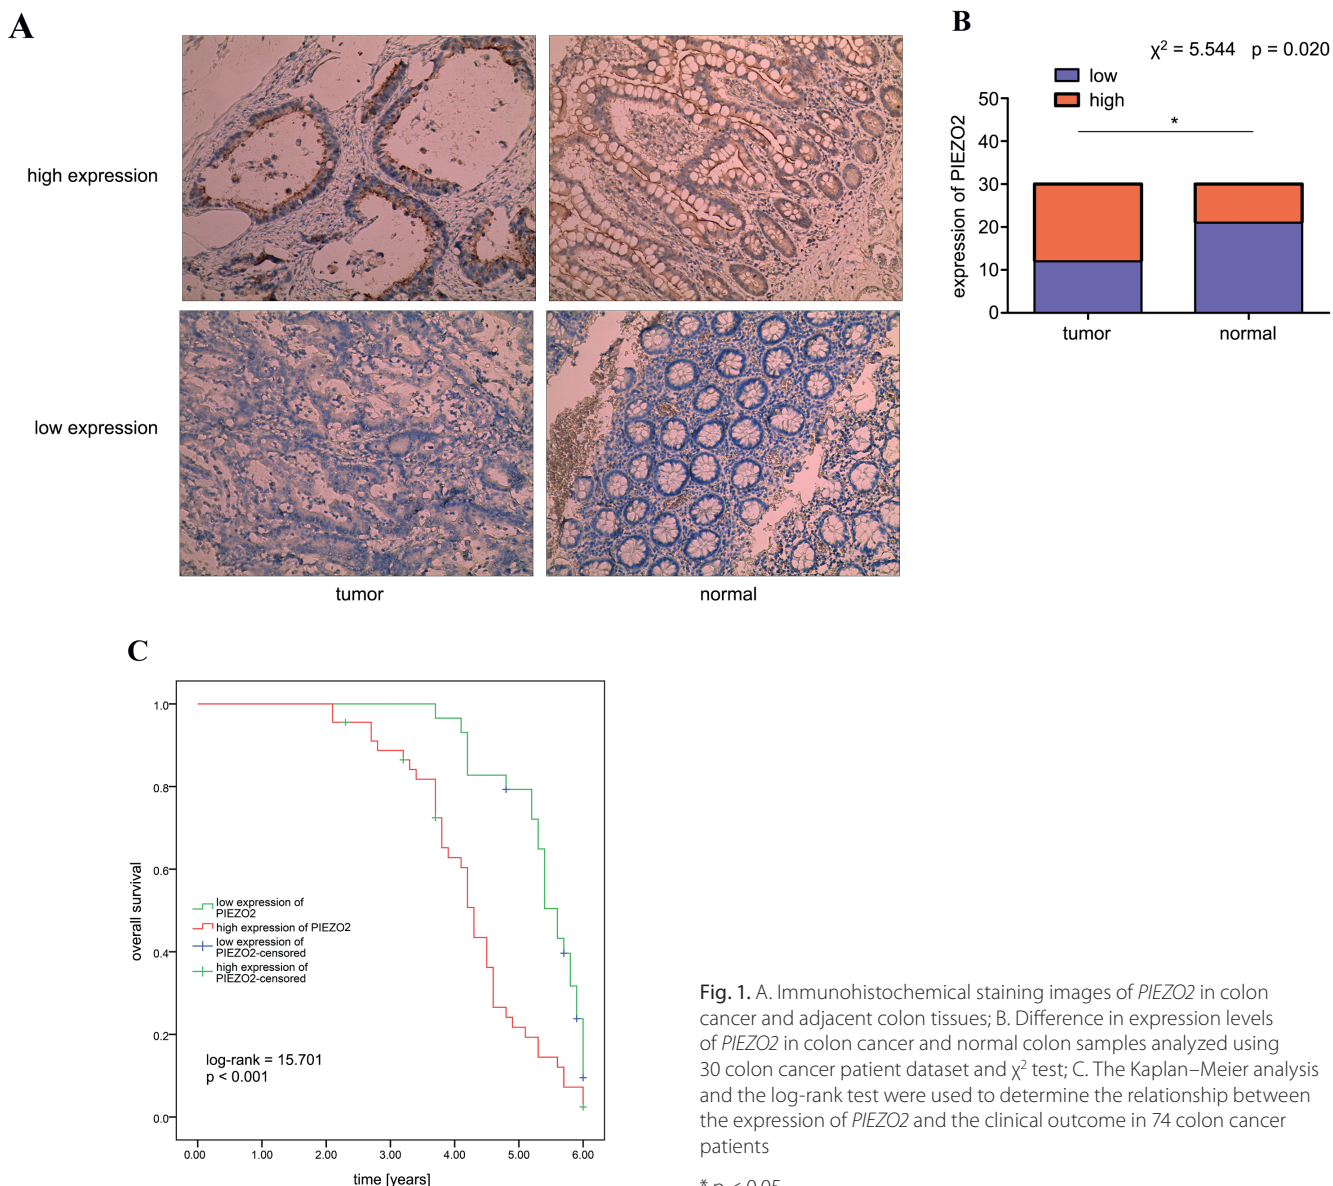 A
high expression
low expression
tumor
normal
B
χ² = 5.544 p = 0.020
low
high
*
expression of PIEZO2
50
40
30
20
10
0
tumor
normal
C
overall survival
1.0
0.8
0.6
0.4
0.2
0.0
low expression of
PIEZO2
high expression of PIEZO2
low expression of
PIEZO2-censored
high expression of
PIEZO2-censored
log-rank = 15.701
p < 0.001
0.00 1.00 2.00 3.00 4.00 5.00 6.00
time [years]
Fig. 1. A. Immunohistochemical staining images of PIEZO2 in colon
cancer and adjacent colon tissues; B. Difference in expression levels
of PIEZO2 in colon cancer and normal colon samples analyzed using
30 colon cancer patient dataset and χ² test; C. The Kaplan–Meier analysis
and the log-rank test were used to determine the relationship between
the expression of PIEZO2 and the clinical outcome in 74 colon cancer
patients
* p < 0.05